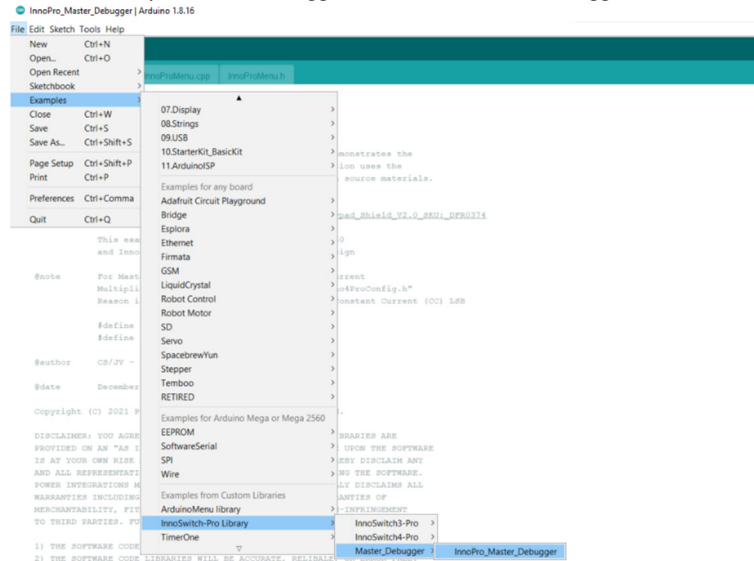 InnoPro_Master_Debugger | Arduino 1.8.16
File Edit Sketch Tools Help
New Ctrl+N
Open... Ctrl+O
Open Recent
Sketchbook
Examples
Close Ctrl+W
Save Ctrl+S
Save As... Ctrl+Shift+S
Page Setup Ctrl+Shift+P
Print Ctrl+P
Preferences Ctrl+Comma
Quit Ctrl+Q
InnoProMenu.cpp InnoProMenu.h
07.Display
08.Strings
09.USB
10.StarterKit_BasicKit
11.ArduinoISP
Examples for any board
Adafruit Circuit Playground
Bridge
Esplora
Ethernet
Firmata
GSM
LiquidCrystal
Robot Control
Robot Motor
SD
Servo
SpacebrewYun
Stepper
Temboo
RETIRED
Examples for Arduino Mega or Mega 2560
EEPROM
SoftwareSerial
SPI
Wire
Examples from Custom Libraries
ArduinoMenu library
InnoSwitch-Pro Library
TimerOne
InnoSwitch3-Pro
InnoSwitch4-Pro
Master_Debugger
InnoPro_Master_Debugger
monstrates the
ion uses the
source materials.
pad_Shield_V2.0_SKU:_DFR0374
This exa
and Inno ign
@note For Mast rrent
Multipli o4ProConfig.h"
Reason i onstant Current (CC) LSB
#define
#define
@author CS/JV -
@date December
Copyright (C) 2021 P
DISCLAIMER: YOU AGRE BRARIES ARE
PROVIDED ON AN "AS I UPON THE SOFTWARE
IS AT YOUR OWN RISK EBY DISCLAIM ANY
AND ALL REPRESENTATI NG THE SOFTWARE.
POWER INTEGRATIONS M LY DISCLAIMS ALL
WARRANTIES INCLUDING ANTIES OF
MERCHANTABILITY, FIT -INFRINGEMENT
TO THIRD PARTIES. FU
1) THE SOFTWARE CODE
2) THE SOFTWARE CODE LIBRARIES WILL BE ACCURATE, RELIABLE